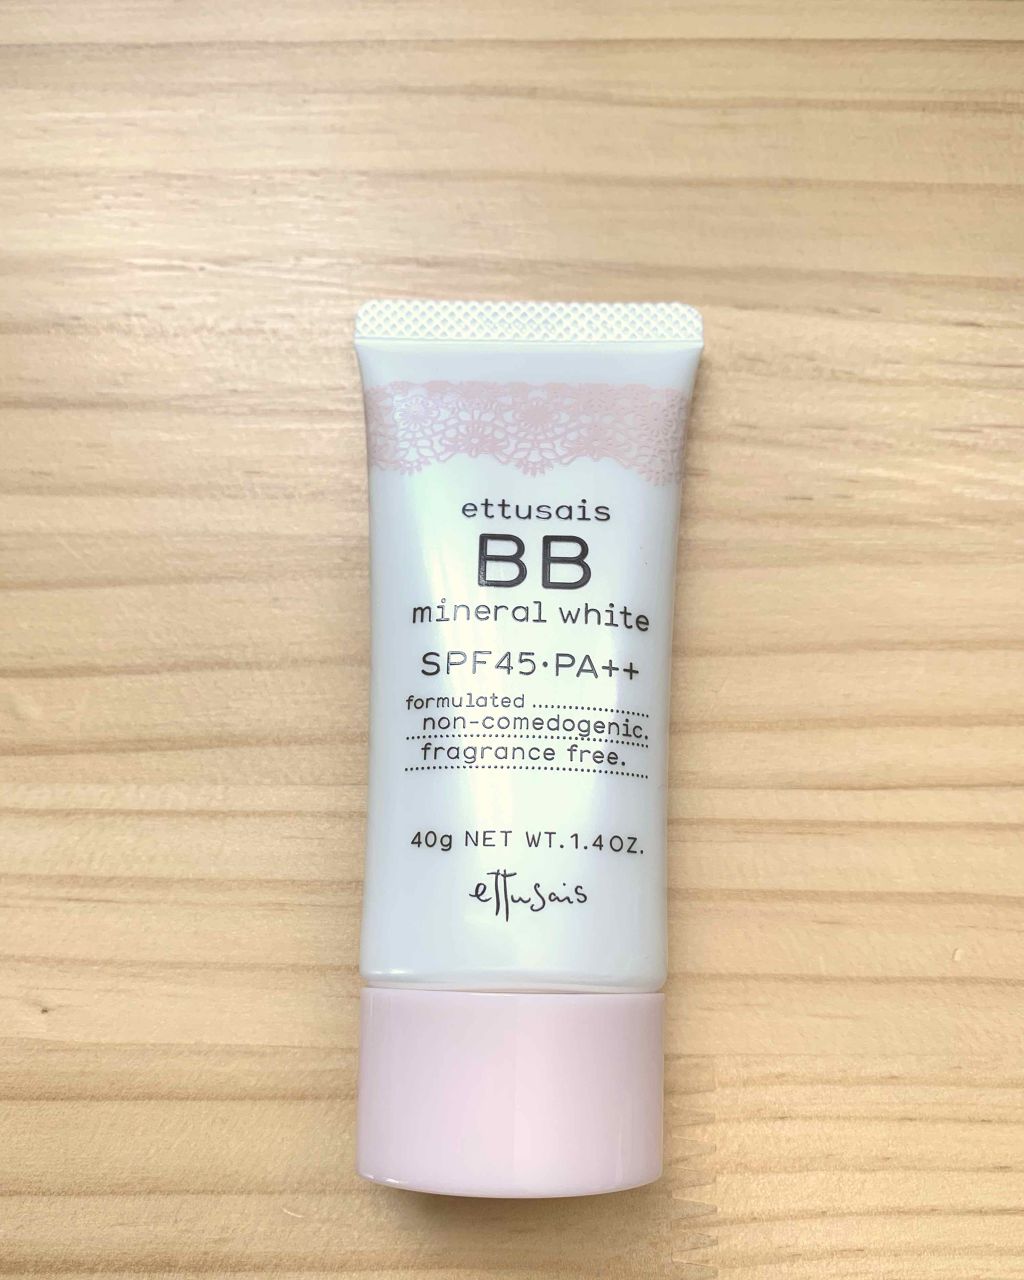 ettusais
BB
mineral white
SPF45·PA++
formulated
non-comedogenic.
fragrance free.
40g NET WT.1.4OZ.
ettusais